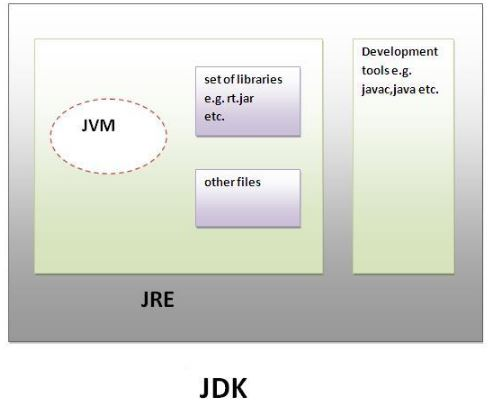 JVM
set of libraries
e.g. rt.jar
etc.
other files
Development
tools e.g.
javac,java etc.
JRE
JDK